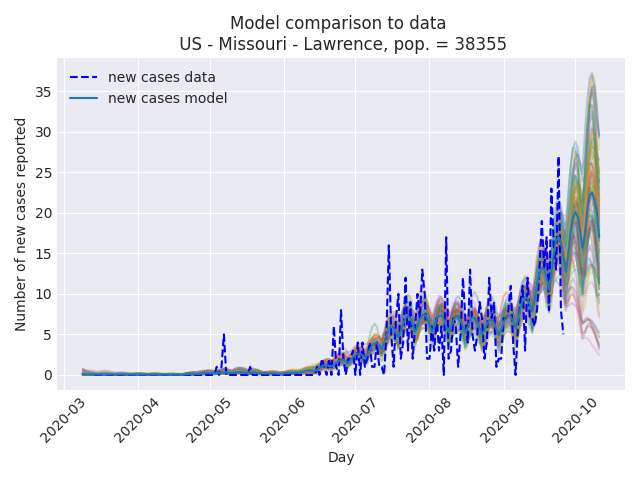 Model comparison to data
US - Missouri - Lawrence, pop. = 38355
new cases data
new cases model
Number of new cases reported
35
30
25
20
15
10
5
0
2020-03
2020-04
2020-05
2020-06
2020-07
2020-08
2020-09
2020-10
Day